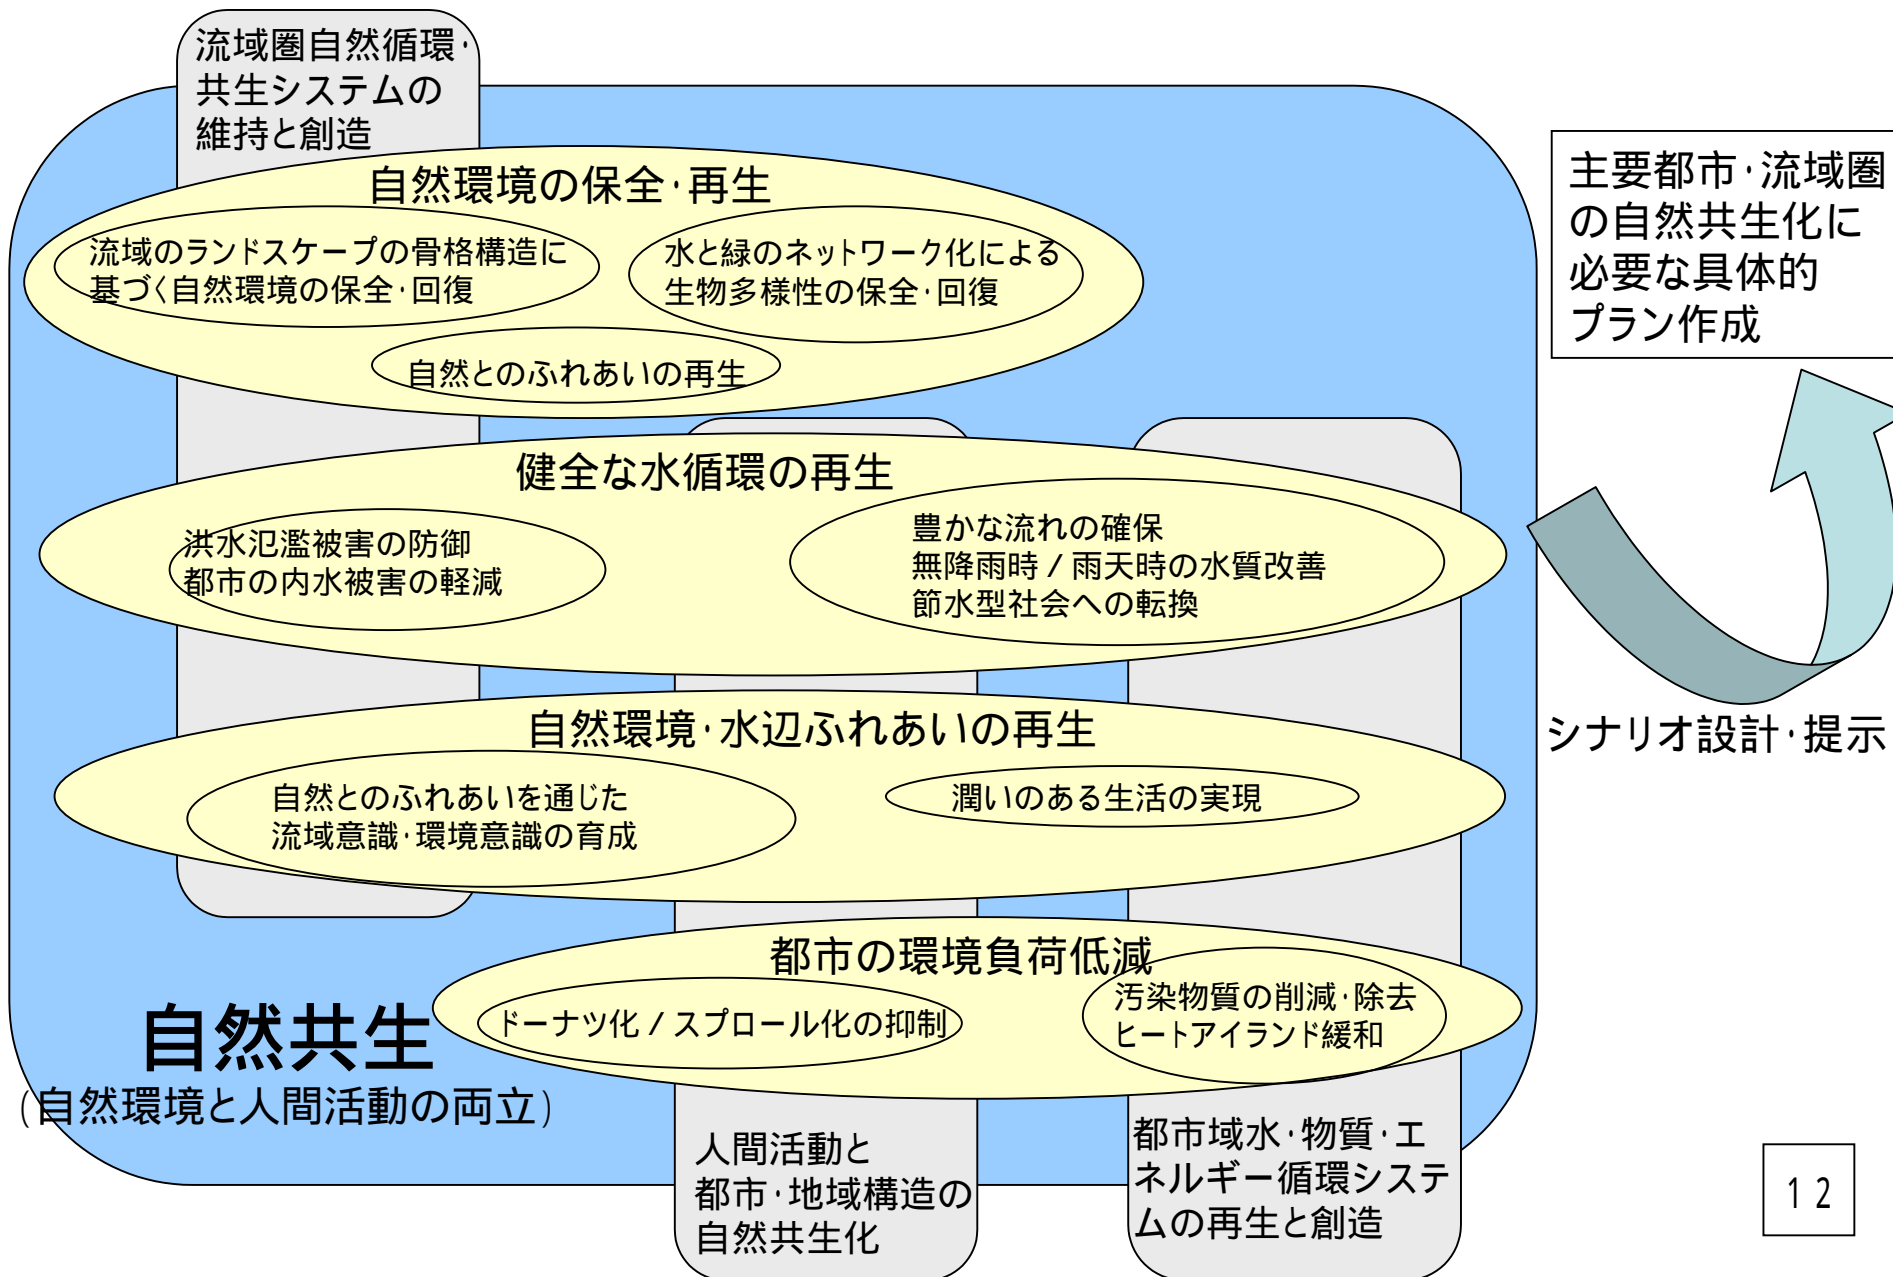 流域圏自然循環・
共生システムの
維持と創造
自然環境の保全・再生
流域のランドスケープの骨格構造に
基づく自然環境の保全・回復
水と緑のネットワーク化による
生物多様性の保全・回復
自然とのふれあいの再生
健全な水循環の再生
洪水氾濫被害の防御
都市の内水被害の軽減
豊かな流れの確保
無降雨時/雨天時の水質改善
節水型社会への転換
自然環境・水辺ふれあいの再生
自然とのふれあいを通じた
流域意識・環境意識の育成
潤いのある生活の実現
都市の環境負荷低減
ドーナツ化/スプロール化の抑制
汚染物質の削減・除去
ヒートアイランド緩和
自然共生
(自然環境と人間活動の両立)
人間活動と
都市・地域構造の
自然共生化
都市域水・物質・エ
ネルギー循環システ
ムの再生と創造
主要都市・流域圏
の自然共生化に
必要な具体的
プラン作成
シナリオ設計・提示
12